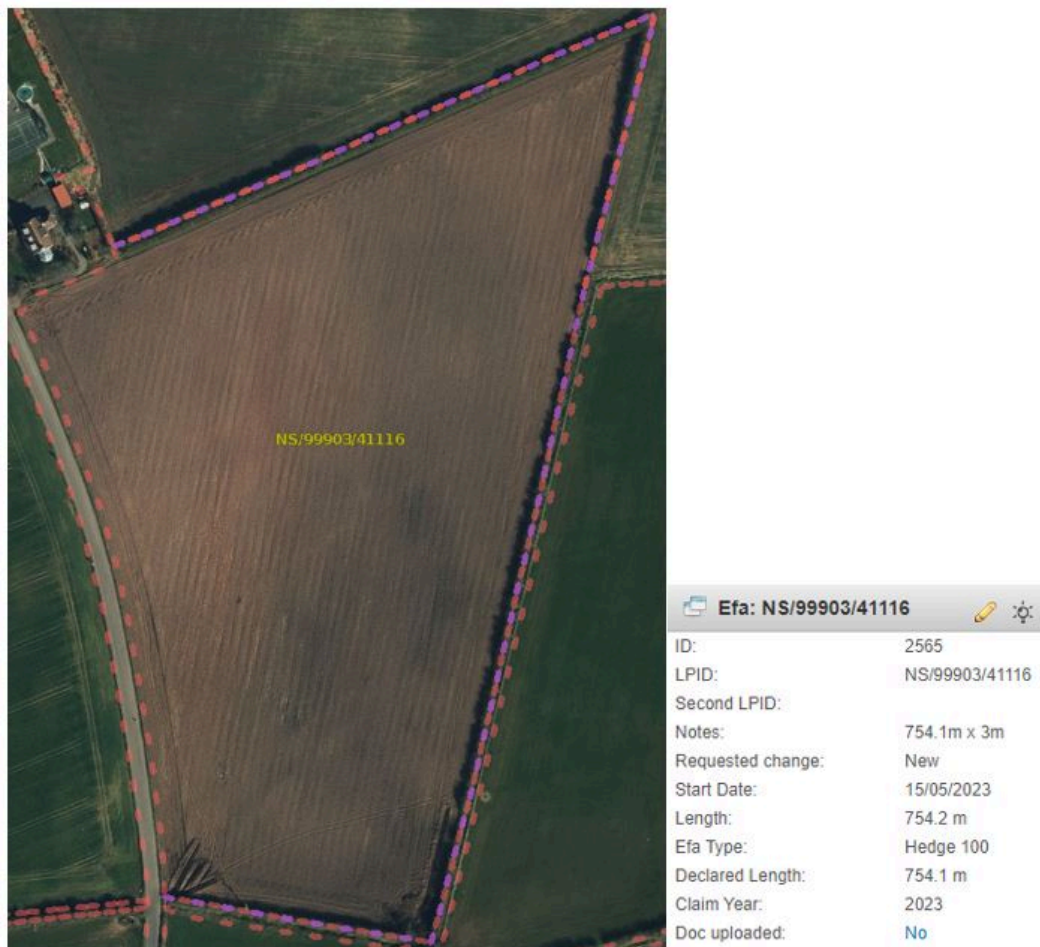 NS/99903/41116
Efa: NS/99903/41116
ID: 2565
LPID: NS/99903/41116
Second LPID:
Notes: 754.1m x 3m
Requested change: New
Start Date: 15/05/2023
Length: 754.2 m
Efa Type: Hedge 100
Declared Length: 754.1 m
Claim Year: 2023
Doc uploaded: No